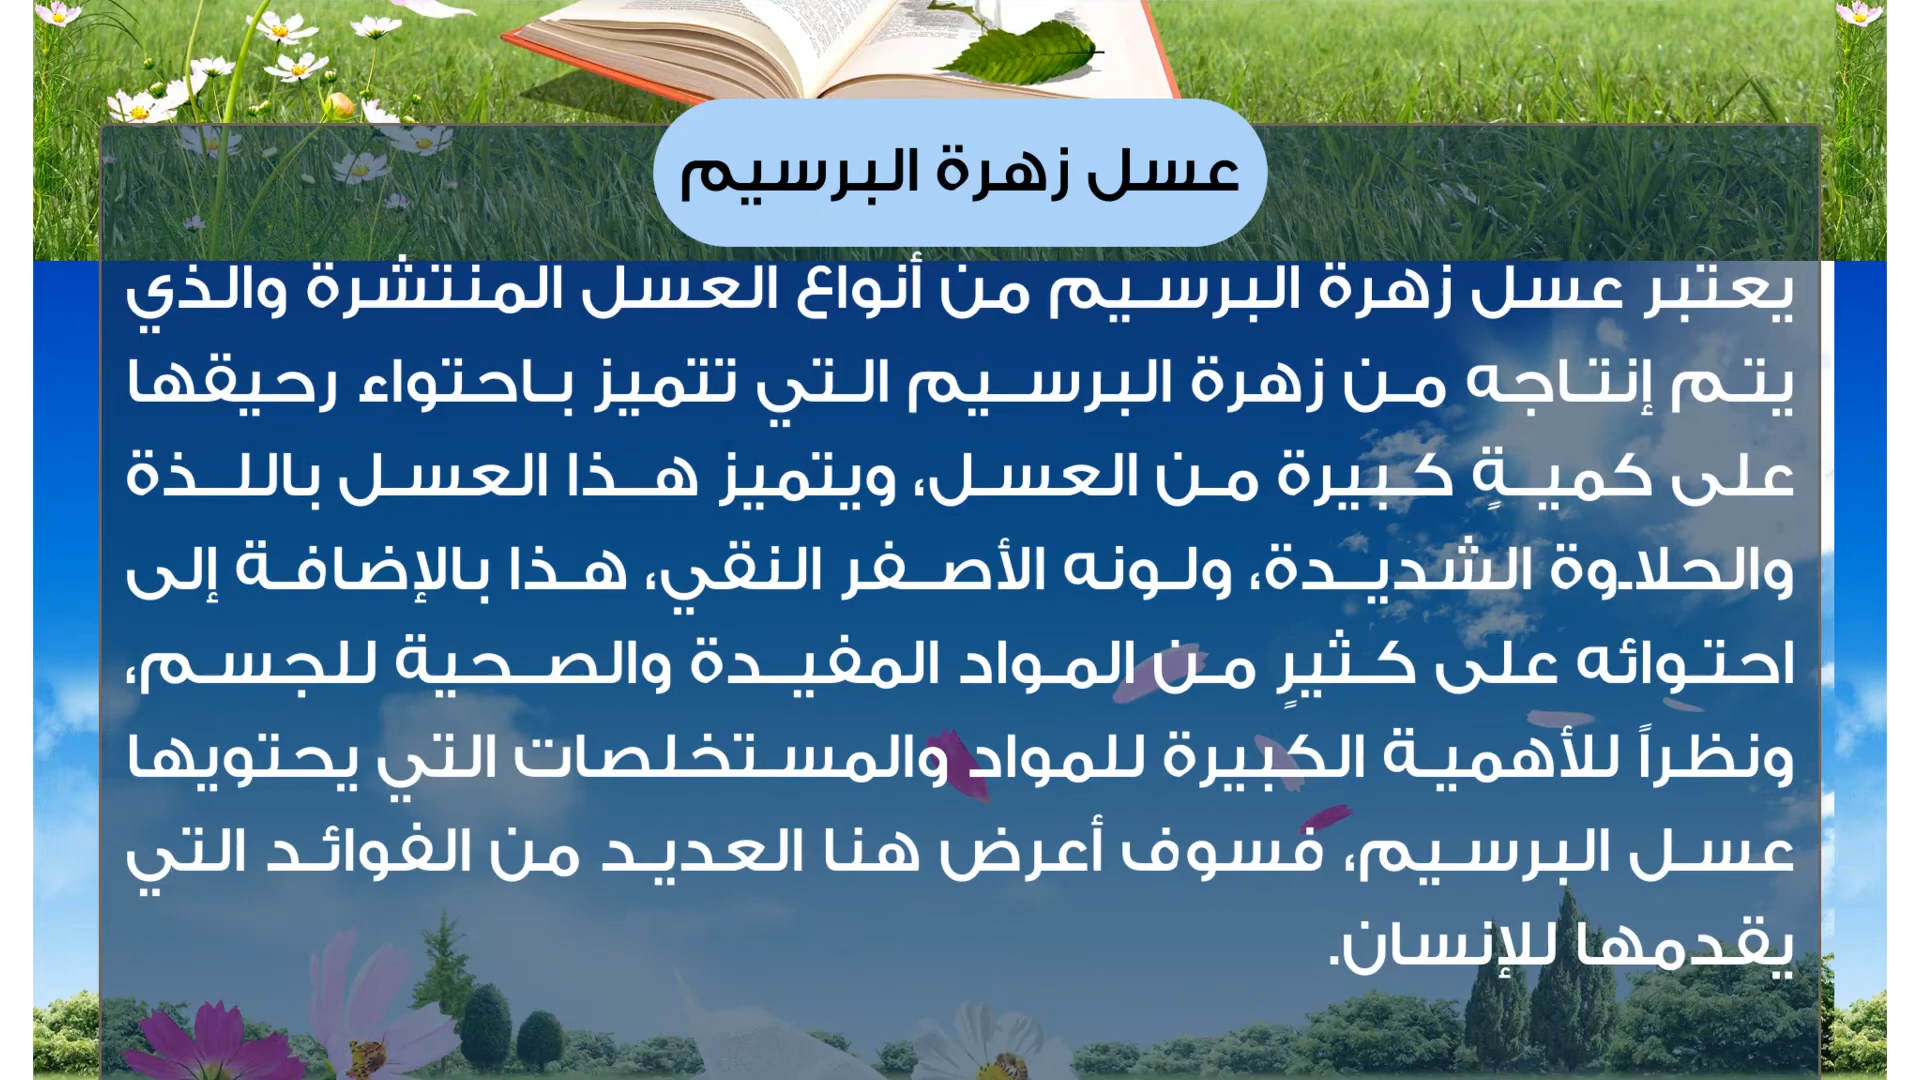 عسل زهرة البرسيم
يعتبر عسل زهرة البرسيم من أنواع العسل المنتشرة والذي
يتم إنتاجه من زهرة البرسيم التي تتميز باحتواء رحيقها
على كميةٍ كبيرة من العسل، ويتميز هذا العسل باللذة
والحلاوة الشديدة، ولونه الأصفر النقي، هذا بالإضافة إلى
احتوائه على كثيرٍ من المواد المفيدة والصحية للجسم،
ونظراً للأهمية الكبيرة للمواد والمستخلصات التي يحتويها
عسل البرسيم، فسوف أعرض هنا العديد من الفوائد التي
يقدمها للإنسان.